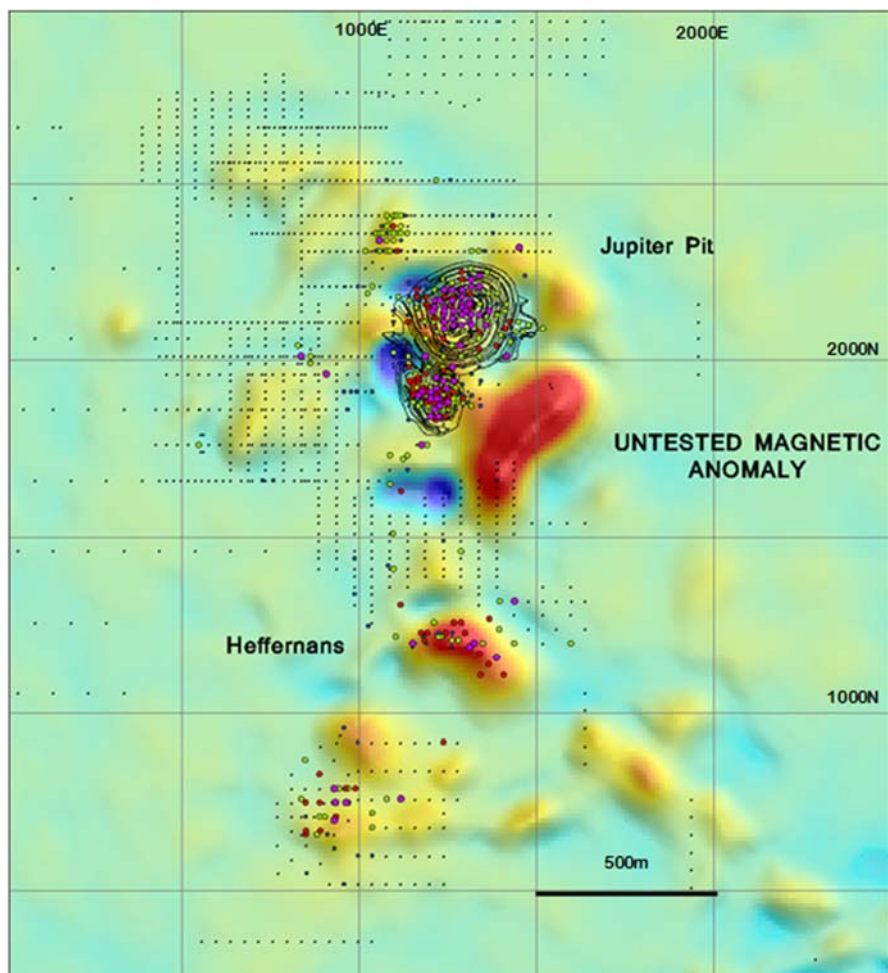 1000E
2000E
Jupiter Pit
2000N
UNTESTED MAGNETIC
ANOMALY
Heffernans
1000N
500m